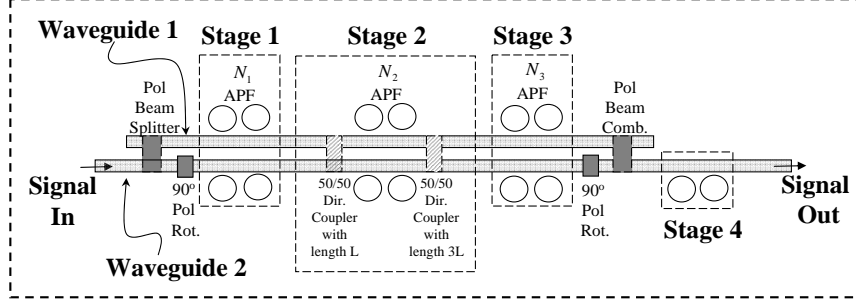 Waveguide 1
Stage 1
Stage 2
Stage 3
N1
APF
N2
APF
N3
APF
Pol
Beam
Splitter
Pol
Beam
Comb.
Signal
In
90º
Pol
Rot.
50/50
Dir.
Coupler
with
length L
50/50
Dir.
Coupler
with
length 3L
90º
Pol
Rot.
Stage 4
Signal
Out
Waveguide 2